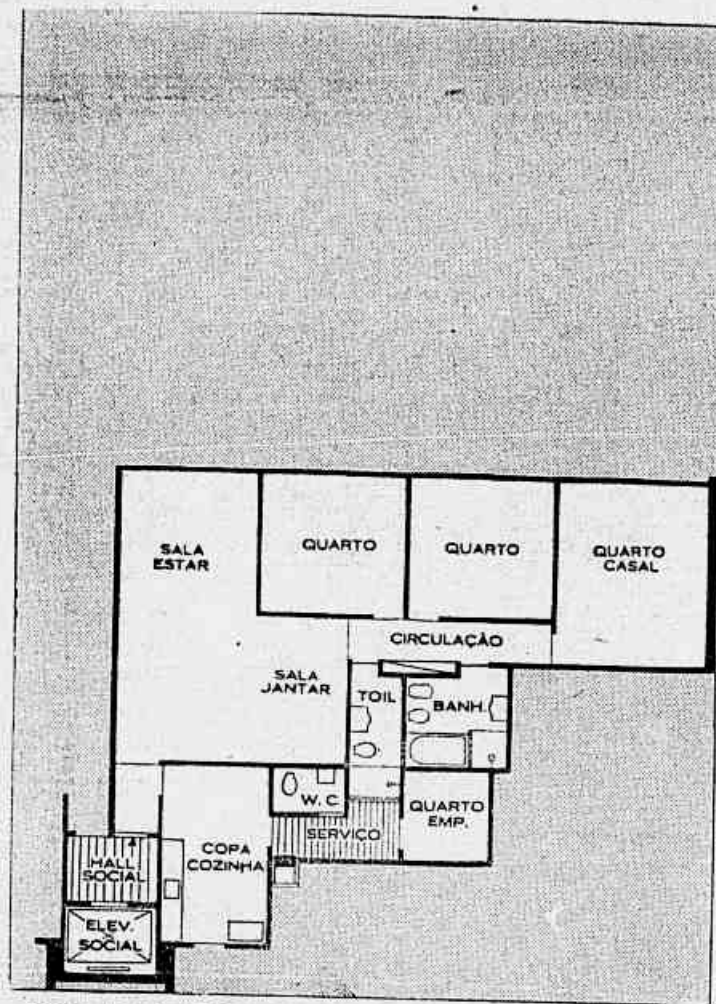 SALA
ESTAR
QUARTO
QUARTO
QUARTO
CASAL
CIRCULAÇÃO
SALA
JANTAR
TOIL
BANH.
W.C.
QUARTO
EMP.
SERVIÇO
COPA
COZINHA
HALL
SOCIAL
ELEV.
SOCIAL